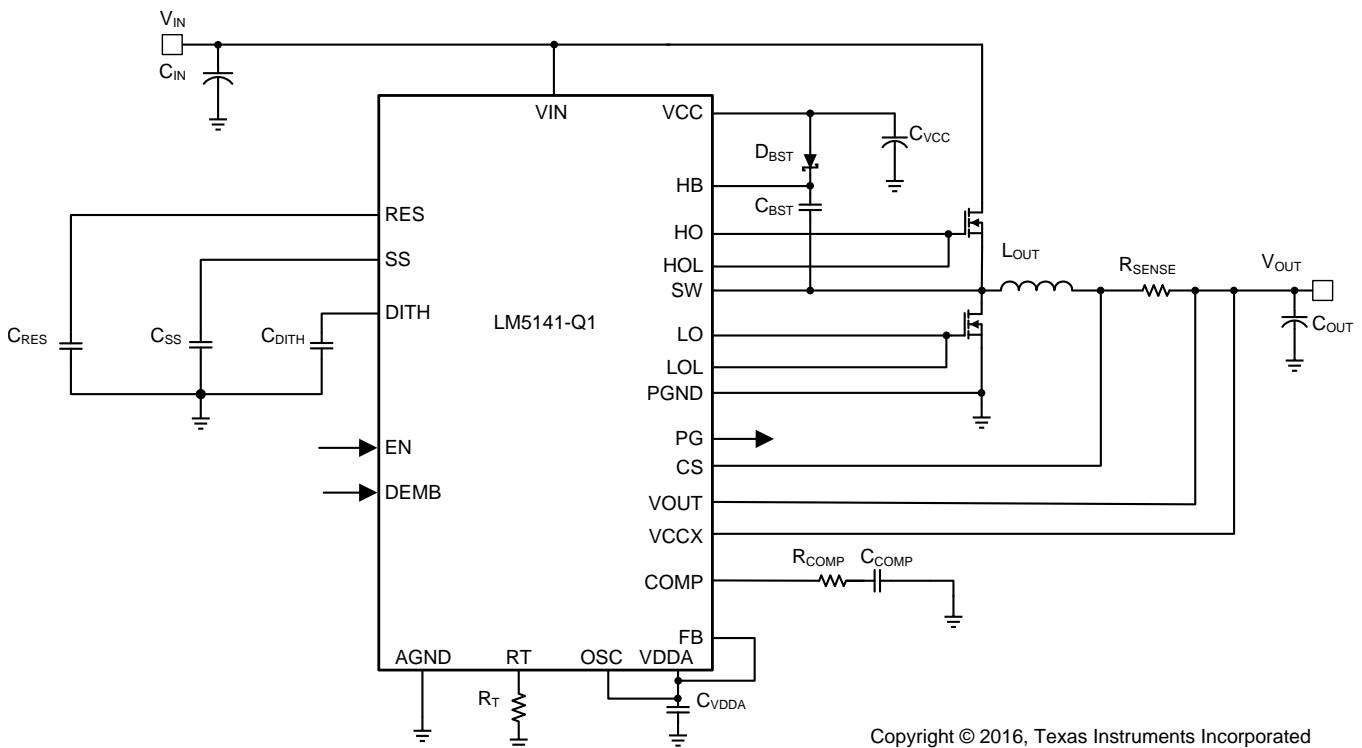 VIN
CIN
VIN
VCC
DBST
CVCC
HB
CBST
RES
HO
HOL
LOUT
RSENSE
VOUT
SS
SW
DITH
LM5141-Q1
LO
COUT
CRES
CSS
CDITH
LOL
PGND
PG
EN
CS
DEMB
VOUT
VCCX
RCOMP
CCOMP
COMP
FB
AGND
RT
OSC
VDDA
RT
CVDDA
Copyright © 2016, Texas Instruments Incorporated